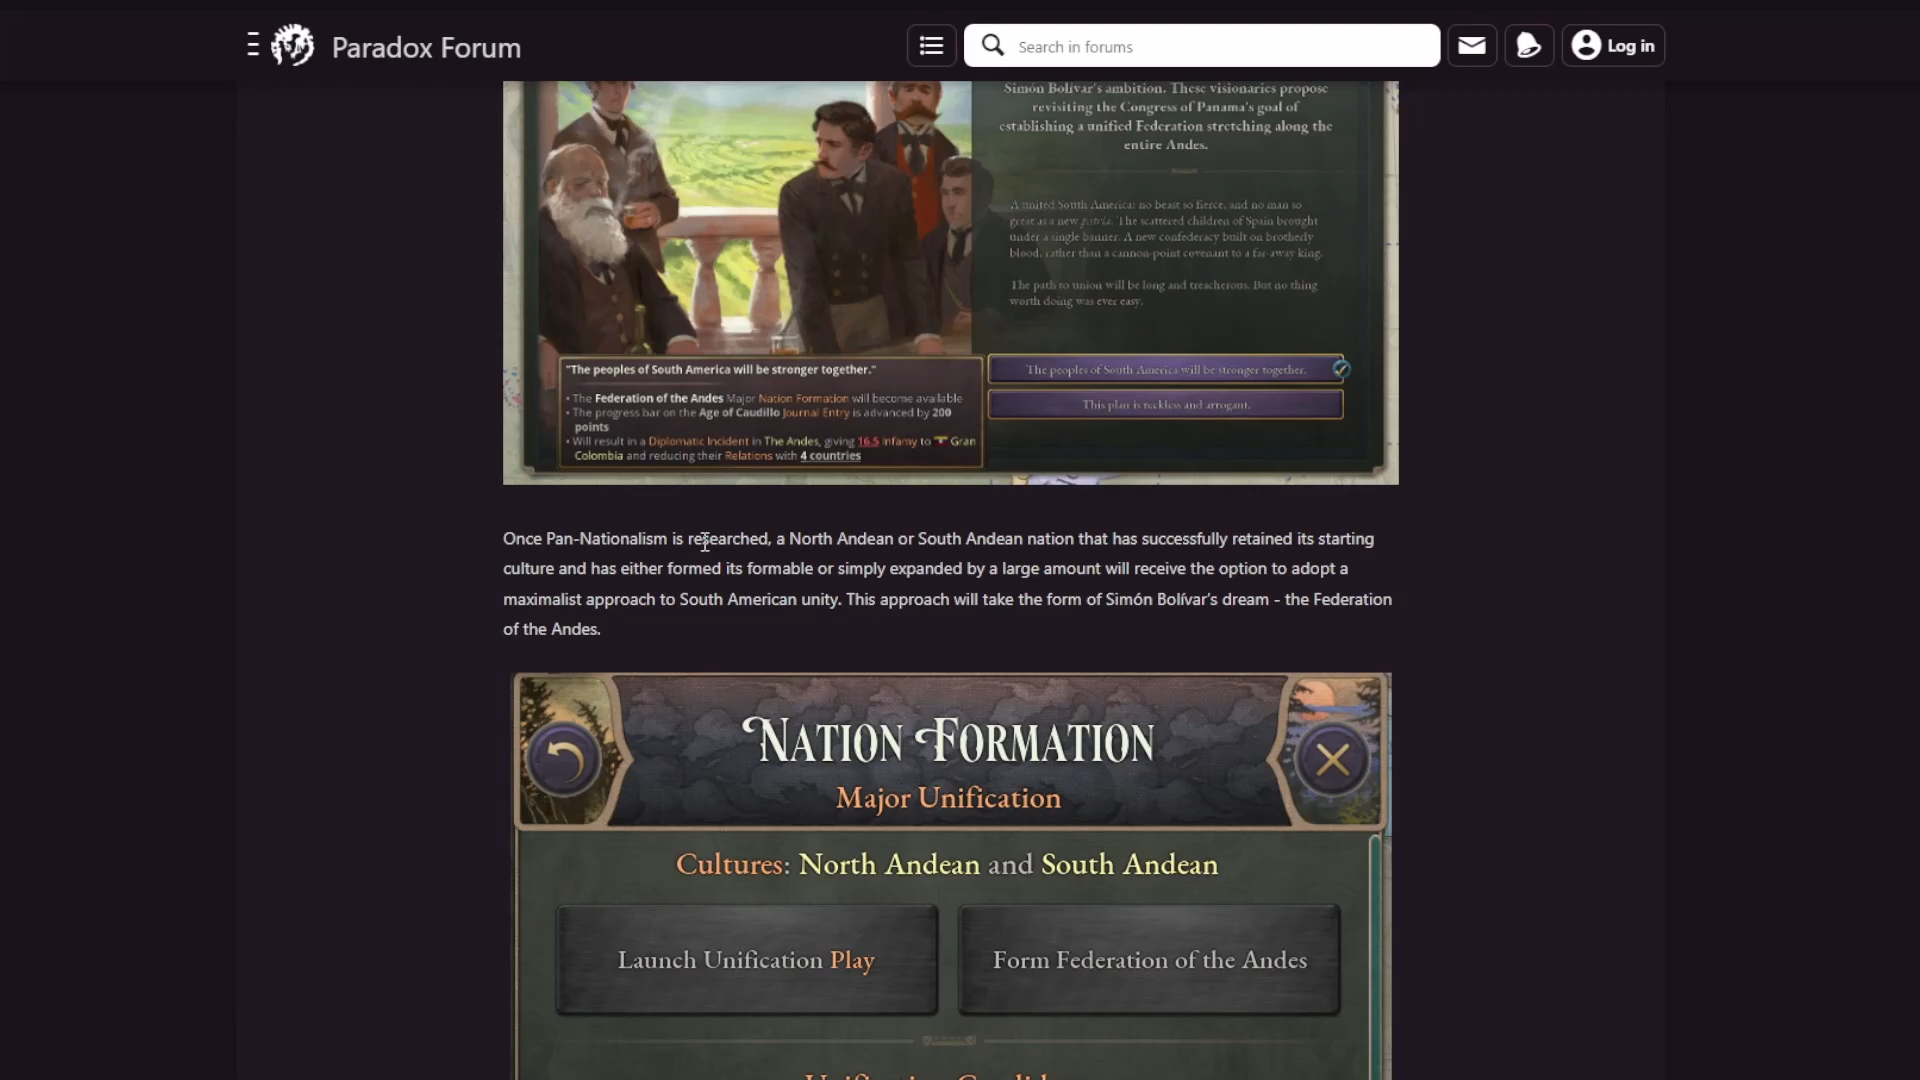 Paradox Forum
Search in forums
Log in
Simón Bolívar's ambition. These visionaries propose
revisiting the Congress of Panama's goal of
establishing a unified Federation stretching along the
entire Andes.
A united South America: no beast so fierce, and no man so
great as a new patria. The scattered children of Spain brought
under a single banner. A new confederacy built on brotherly
blood, rather than a cannon-point covenant to a far-away king.
The path to union will be long and treacherous. But no thing
worth doing was ever easy.
"The peoples of South America will be stronger together."
• The Federation of the Andes Major Nation Formation will become available
• The progress bar on the Age of Caudillo Journal Entry is advanced by 200
points
• Will result in a Diplomatic Incident in The Andes, giving 16.5 Infamy to Gran
Colombia and reducing their Relations with 4 countries
The peoples of South America will be stronger together.
This plan is reckless and arrogant.
Once Pan-Nationalism is researched, a North Andean or South Andean nation that has successfully retained its starting
culture and has either formed its formable or simply expanded by a large amount will receive the option to adopt a
maximalist approach to South American unity. This approach will take the form of Simón Bolívar's dream - the Federation
of the Andes.
Nation Formation
Major Unification
Cultures: North Andean and South Andean
Launch Unification Play
Form Federation of the Andes